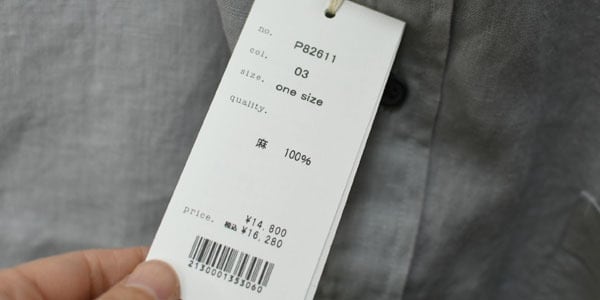 no. P82611
col. 03
size. one size
quality.
麻 100%
price. ¥14,800
税込 ¥16,280
2130001353060